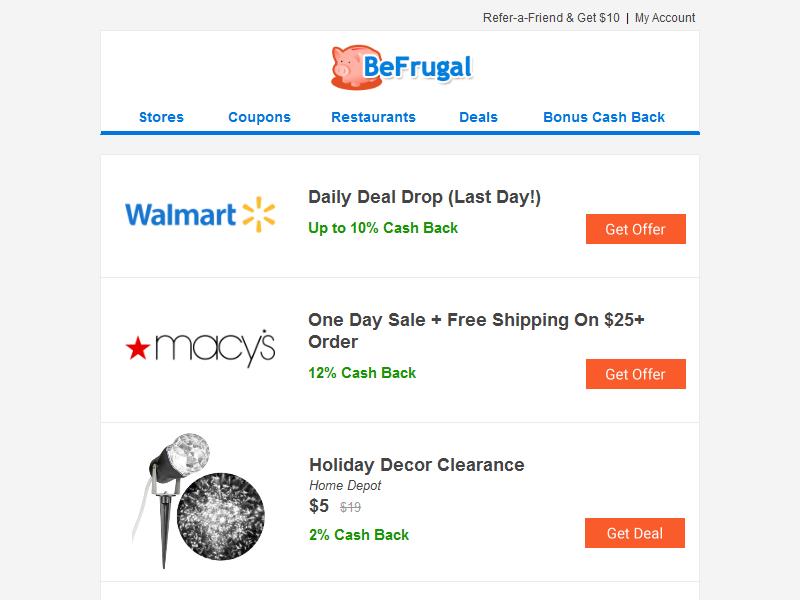 Refer-a-Friend & Get $10 | My Account
BeFrugal
Stores Coupons Restaurants Deals Bonus Cash Back
Walmart
Daily Deal Drop (Last Day!)
Up to 10% Cash Back
Get Offer
macy's
One Day Sale + Free Shipping On $25+
Order
12% Cash Back
Get Offer
Holiday Decor Clearance
Home Depot
$5 $19
2% Cash Back
Get Deal